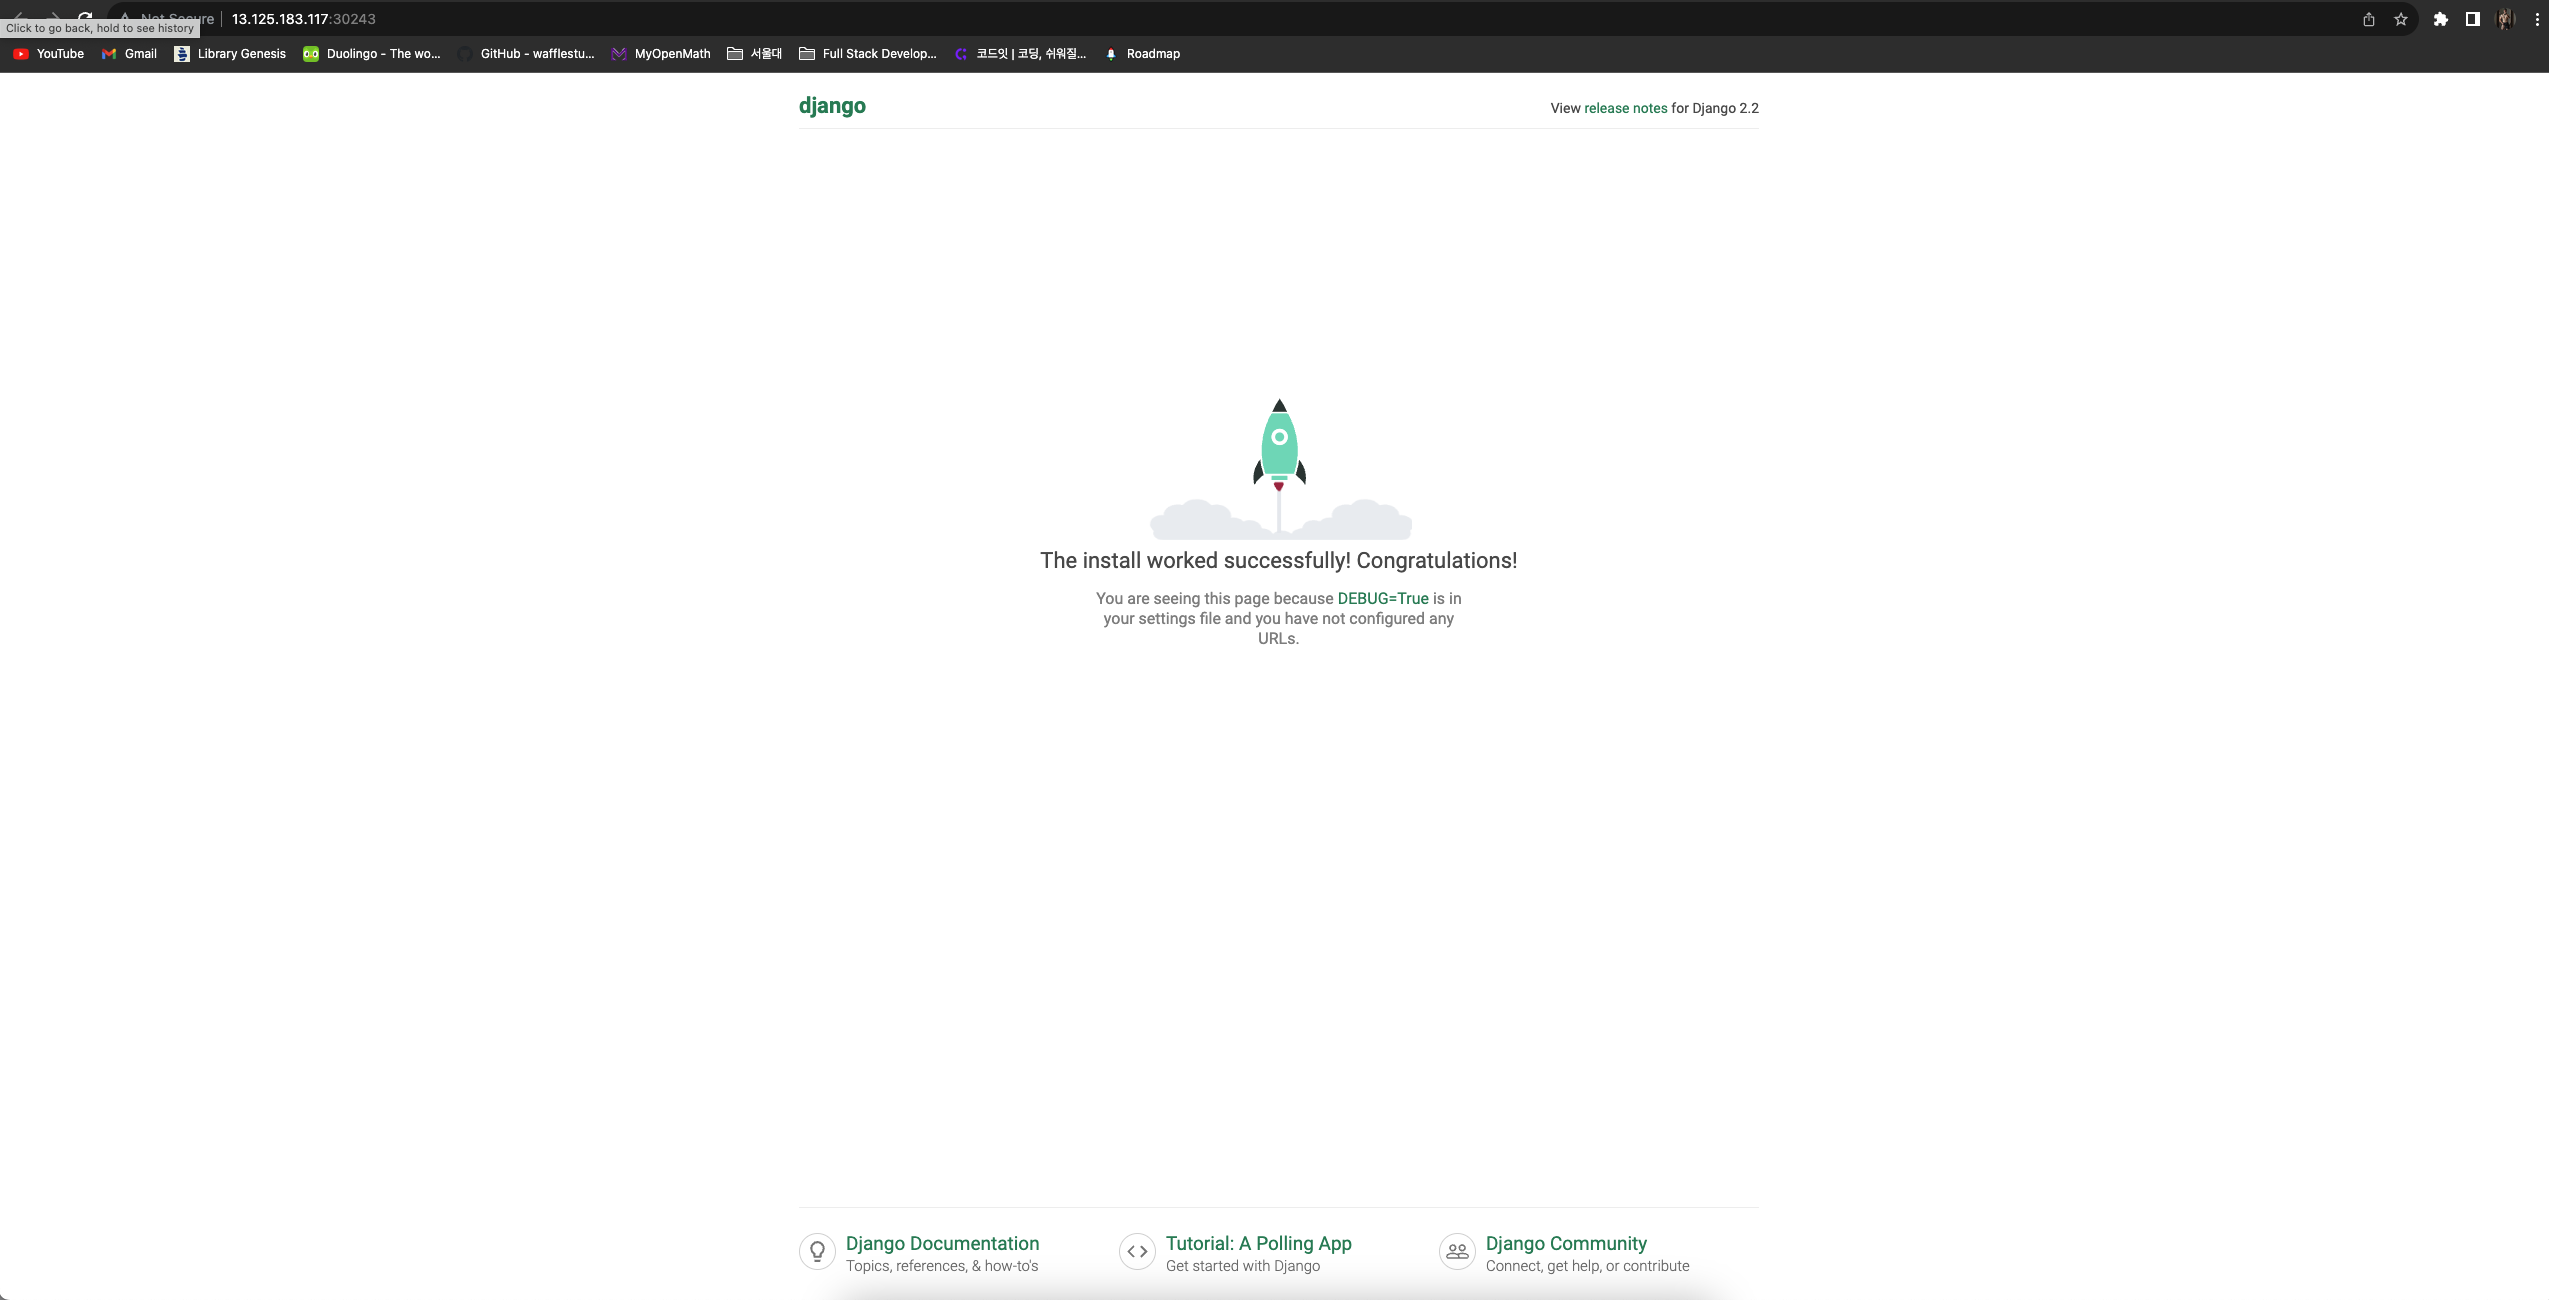 Not Secure
13.125.183.117:30243
Click to go back, hold to see history
YouTube
Gmail
Library Genesis
Duolingo - The wo...
GitHub - wafflestu...
MyOpenMath
서울대
Full Stack Develop...
코드잇 | 코딩, 쉬워질...
Roadmap
django
View release notes for Django 2.2
The install worked successfully! Congratulations!
You are seeing this page because DEBUG=True is in
your settings file and you have not configured any
URLs.
Django Documentation
Topics, references, & how-to's
Tutorial: A Polling App
Get started with Django
Django Community
Connect, get help, or contribute